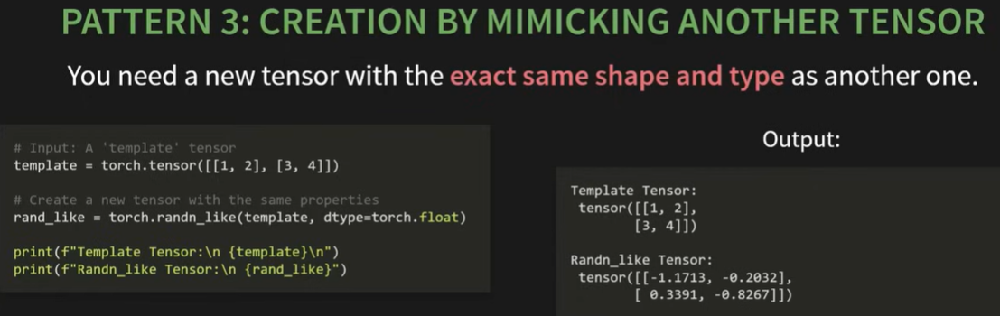 PATTERN 3: CREATION BY MIMICKING ANOTHER TENSOR
You need a new tensor with the exact same shape and type as another one.
# Input: A 'template' tensor
template = torch.tensor([[1, 2], [3, 4]])
# Create a new tensor with the same properties
rand_like = torch.randn_like(template, dtype=torch.float)
print(f"Template Tensor:\n {template}\n")
print(f"Randn_like Tensor:\n {rand_like}")
Output:
Template Tensor:
tensor([[1, 2],
[3, 4]])
Randn_like Tensor:
tensor([[-1.1713, -0.2032],
[ 0.3391, -0.8267]])